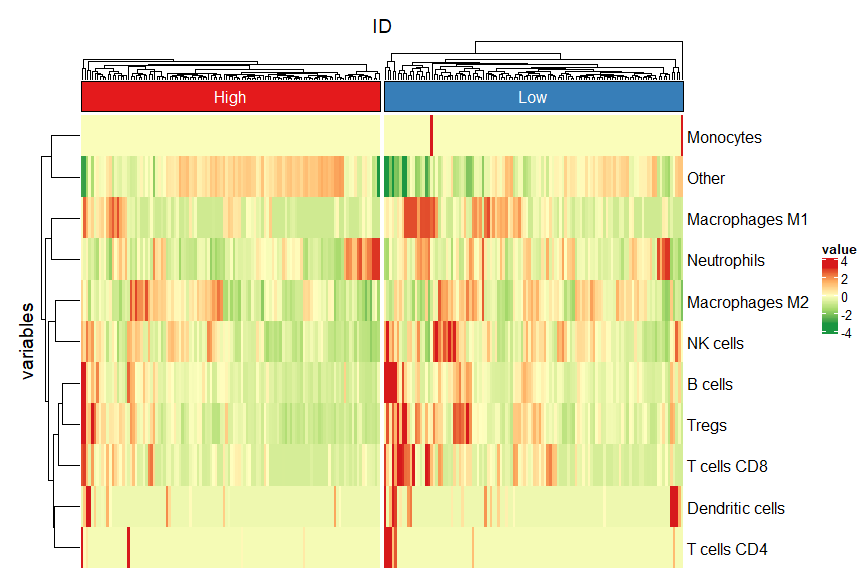 ID
High
Low
Monocytes
Other
Macrophages M1
Neutrophils
Macrophages M2
NK cells
B cells
Tregs
T cells CD8
Dendritic cells
T cells CD4
variables
value
4
2
0
-2
-4